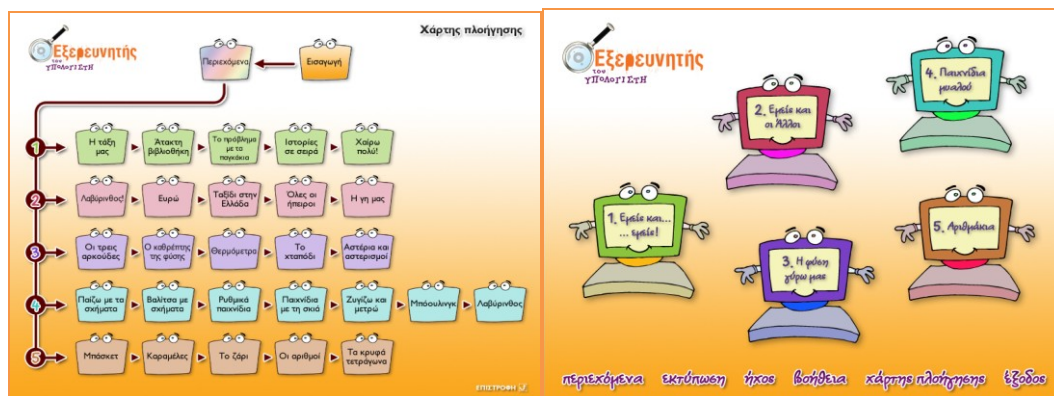 Χάρτης πλοήγησης
Εξερευνητής
του
ΥΠΟΛΟΓΙΣΤΗ
Περιεχόμενα
Εισαγωγή
1
Η τάξη
μας
Άτακτη
βιβλιοθήκη
Το πρόβλημα
με τα
παγκάκια
Ιστορίες
σε σειρά
Χαίρω
πολύ!
2
Λαβύρινθος!
Ευρώ
Ταξίδι στην
Ελλάδα
Όλες οι
ήπειροι
Η γη μας
3
Οι τρεις
αρκούδες
Ο καθρέπτης
της φύσης
Θερμόμετρο
Το
χταπόδι
Αστέρια και
αστερισμοί
4
Παίζω με τα
σχήματα
Βαλίτσα με
σχήματα
Ρυθμικά
παιχνίδια
Παιχνίδια
με τη σκιά
Ζυγίζω και
μετρώ
Μπόουλινγκ
Λαβύρινθος
5
Μπάσκετ
Καραμέλες
Το ζάρι
Οι αριθμοί
Τα κρυφά
τετράγωνα
ΕΠΙΣΤΡΟΦΗ
Εξερευνητής
του
ΥΠΟΛΟΓΙΣΤΗ
4. Παιχνίδια
μυαλού
2. Εμείς και
οι Άλλοι
1. Εμείς και...
... εμείς!
5. Αριθμάκια
3. Η φύση
γύρω μας
περιεχόμενα εκτύπωση ήχος βοήθεια χάρτης πλοήγησης έξοδος